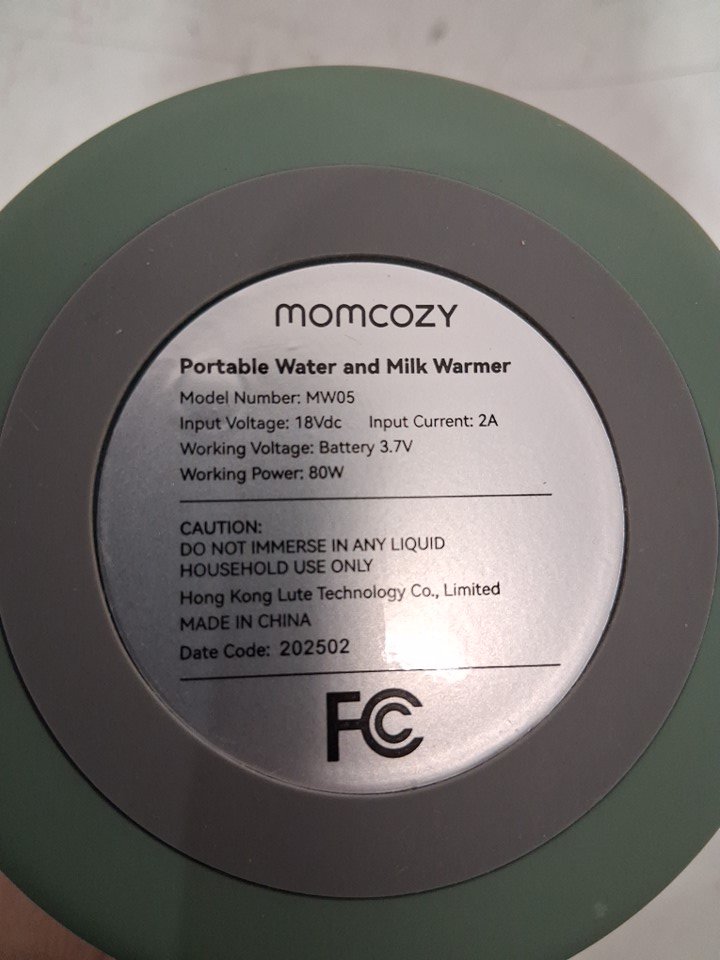 momcozy
Portable Water and Milk Warmer
Model Number: MW05
Input Voltage: 18Vdc Input Current: 2A
Working Voltage: Battery 3.7V
Working Power: 80W
CAUTION:
DO NOT IMMERSE IN ANY LIQUID
HOUSEHOLD USE ONLY
Hong Kong Lute Technology Co., Limited
MADE IN CHINA
Date Code: 202502
FC